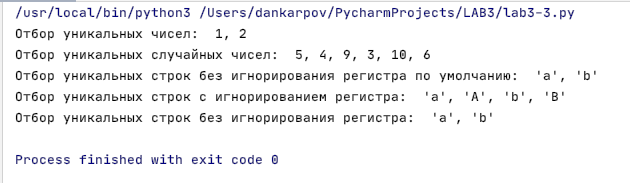 /usr/local/bin/python3 /Users/dankarpov/PycharmProjects/LAB3/lab3-3.py
Отбор уникальных чисел:  1, 2
Отбор уникальных случайных чисел:  5, 4, 9, 3, 10, 6
Отбор уникальных строк без игнорирования регистра по умолчанию:  'a', 'b'
Отбор уникальных строк с игнорированием регистра:  'a', 'A', 'b', 'B'
Отбор уникальных строк без игнорирования регистра:  'a', 'b'
Process finished with exit code 0